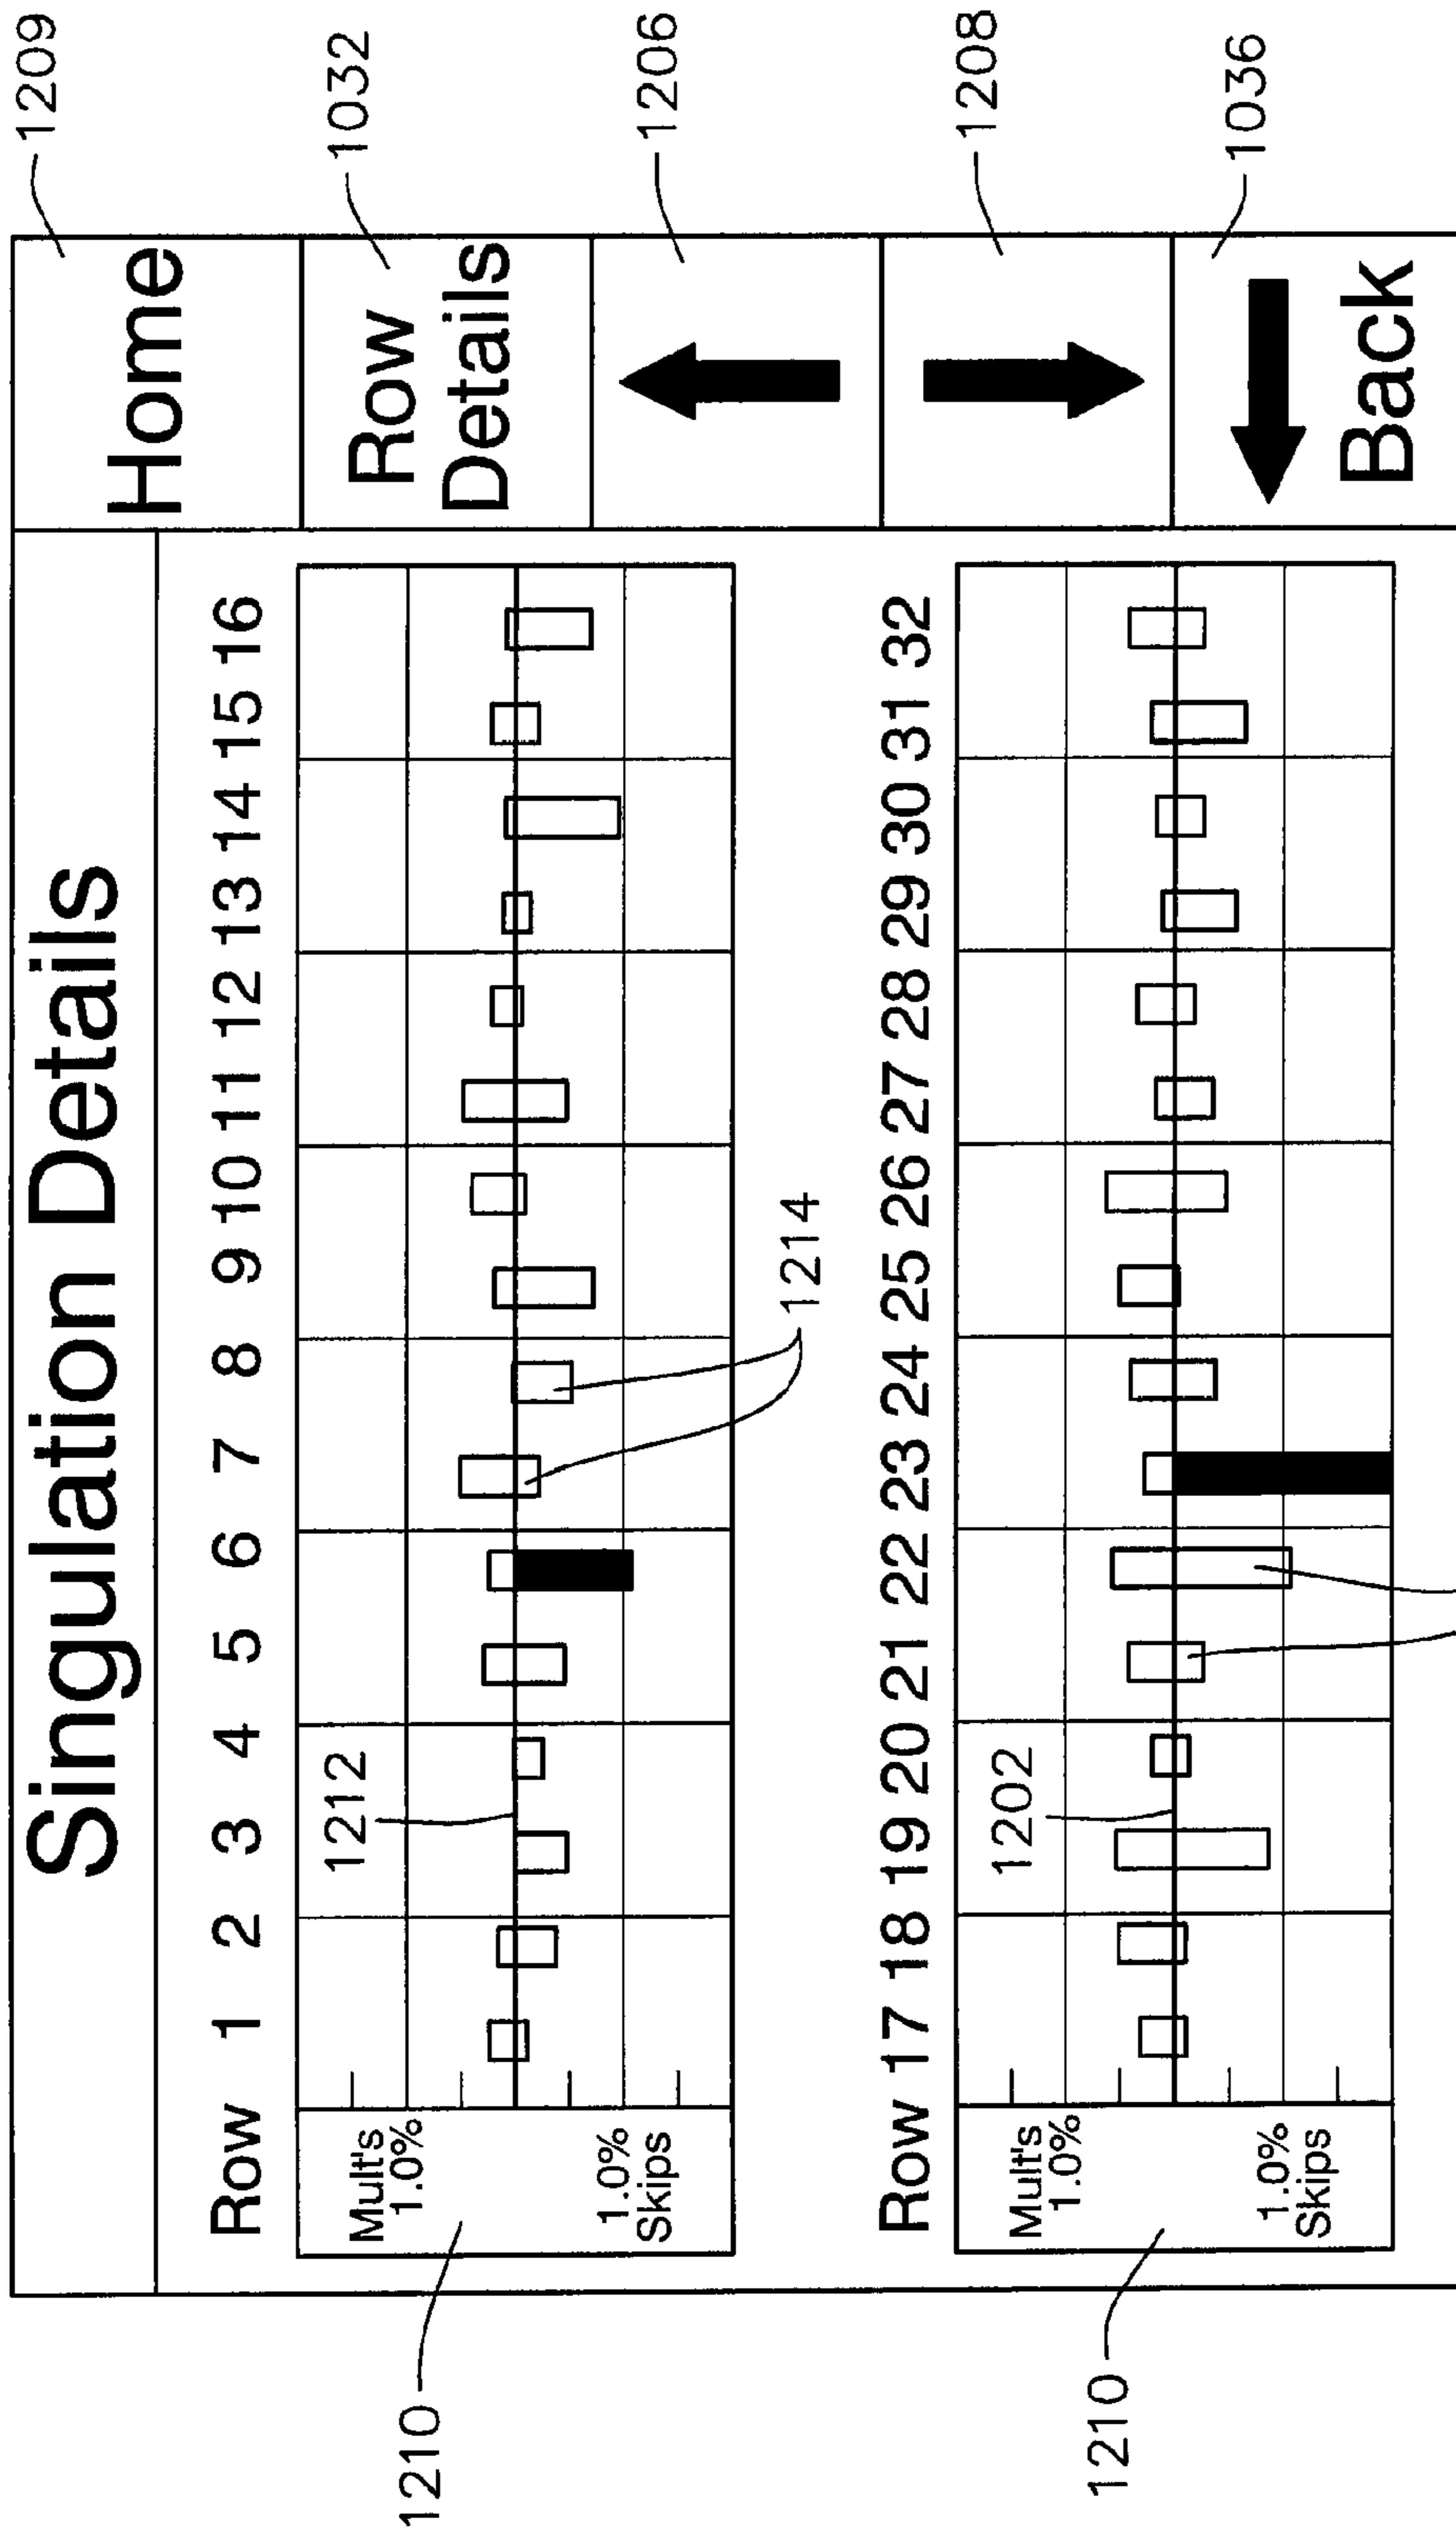 Singulation Details
Home
1209
Row
Details
1032
1206
1208
Back
1036
Row 1 2 3 4 5 6 7 8 9 10 11 12 13 14 15 16
Mult's
1.0%
1.0%
Skips
1210
1212
1214
Row 17 18 19 20 21 22 23 24 25 26 27 28 29 30 31 32
Mult's
1.0%
1.0%
Skips
1210
1202